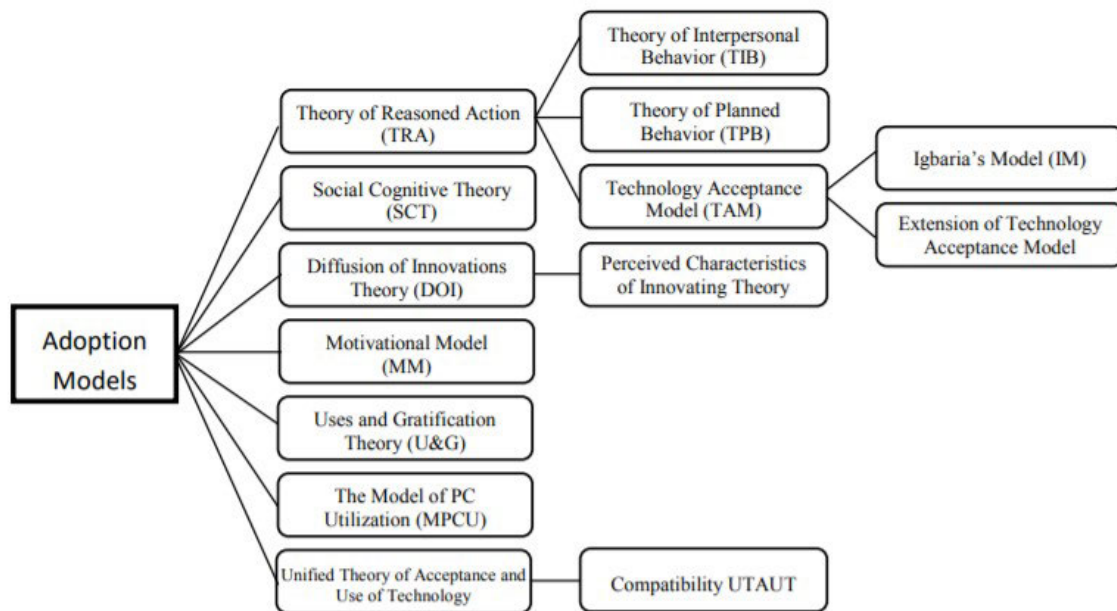 Adoption
Models
Theory of Reasoned Action
(TRA)
Social Cognitive Theory
(SCT)
Diffusion of Innovations
Theory (DOI)
Motivational Model
(MM)
Uses and Gratification
Theory (U&G)
The Model of PC
Utilization (MPCU)
Unified Theory of Acceptance and
Use of Technology
Theory of Interpersonal
Behavior (TIB)
Theory of Planned
Behavior (TPB)
Technology Acceptance
Model (TAM)
Perceived Characteristics
of Innovating Theory
Compatibility UTAUT
Igbaria's Model (IM)
Extension of Technology
Acceptance Model